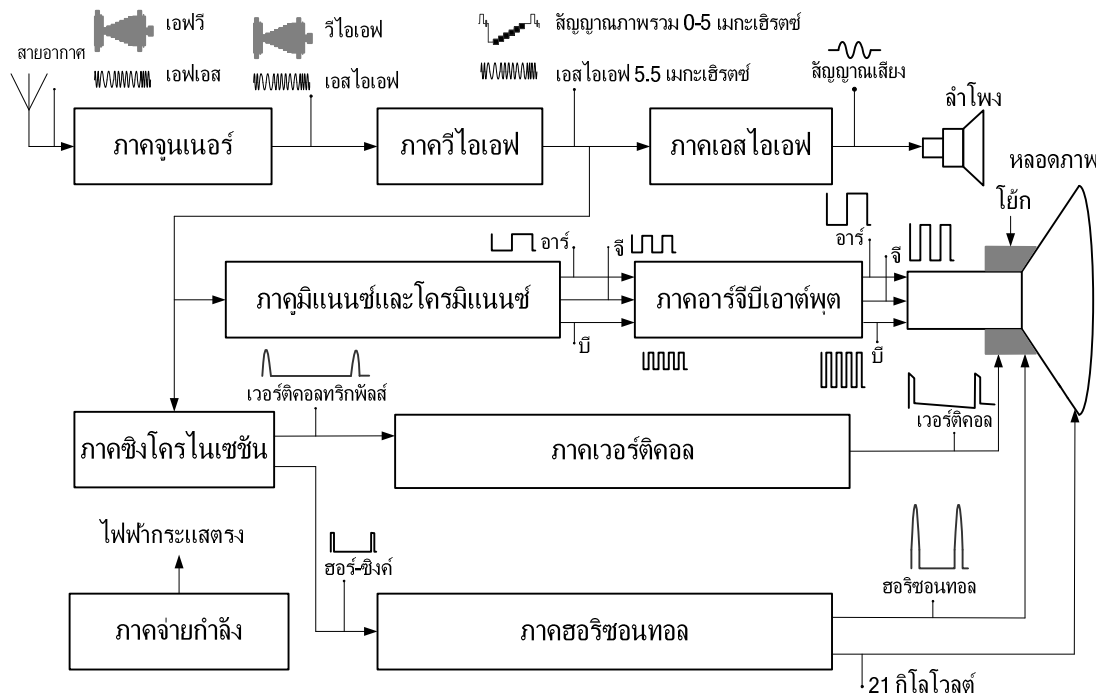 เอฟวี
วีไอเอฟ
สัญญาณภาพรวม 0-5 เมกะเฮิรตซ์
สายอากาศ
เอฟเอส
เอสไอเอฟ
เอสไอเอฟ 5.5 เมกะเฮิรตซ์
สัญญาณเสียง
ลำโพง
ภาคจูนเนอร์
ภาควีไอเอฟ
ภาคเอสไอเอฟ
หลอดภาพ
โย้ก
อาร์
จี
อาร์
จี
ภาคูมิแนนซ์และโครมิแนนซ์
ภาคอาร์จีบีเอาต์พุต
บี
บี
เวอร์ติคอลทริกพัลส์
เวอร์ติคอล
ภาคซิงโครไนเซชัน
ภาคเวอร์ติคอล
ไฟฟ้ากระแสตรง
ฮอร์-ซิงค์
ฮอริซอนทอล
ภาคจ่ายกำลัง
ภาคฮอริซอนทอล
21 กิโลโวลต์